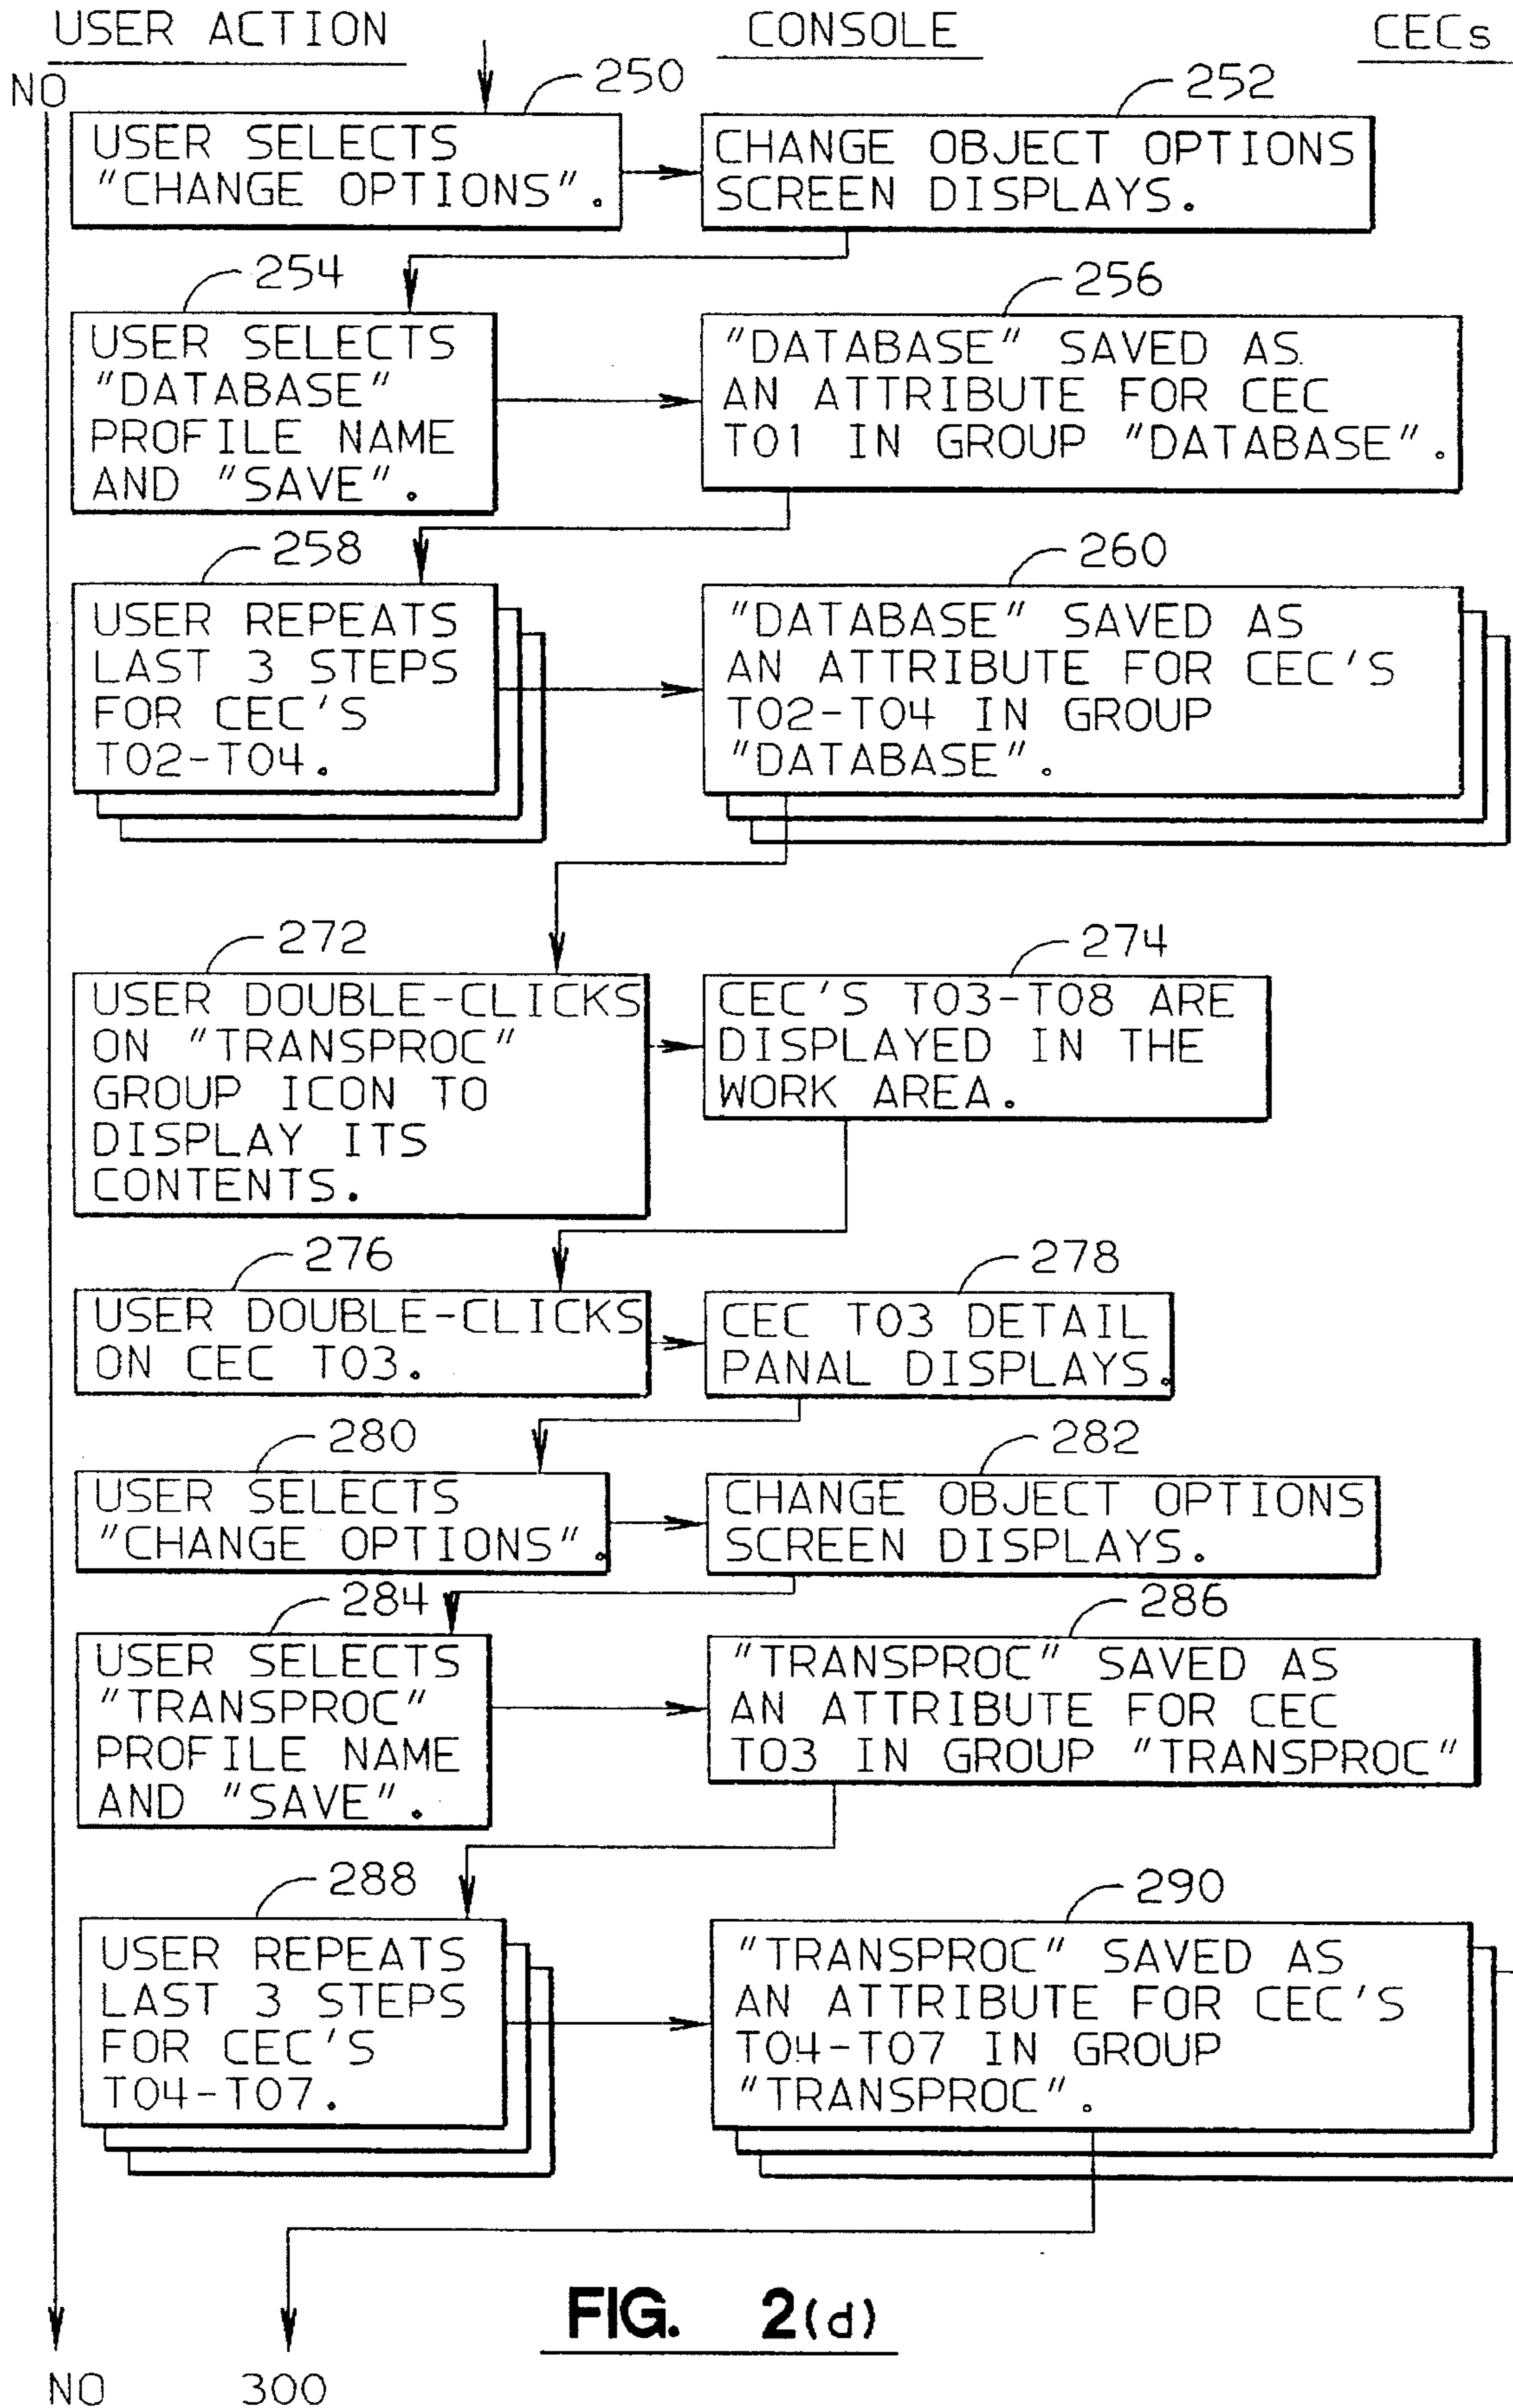 USER ACTION
CONSOLE
CECs
NO
250
252
USER SELECTS
"CHANGE OPTIONS".
CHANGE OBJECT OPTIONS
SCREEN DISPLAYS.
254
256
USER SELECTS
"DATABASE"
PROFILE NAME
AND "SAVE".
"DATABASE" SAVED AS
AN ATTRIBUTE FOR CEC
T01 IN GROUP "DATABASE".
258
260
USER REPEATS
LAST 3 STEPS
FOR CEC'S
T02-T04.
"DATABASE" SAVED AS
AN ATTRIBUTE FOR CEC'S
T02-T04 IN GROUP
"DATABASE".
272
274
USER DOUBLE-CLICKS
ON "TRANSPROC"
GROUP ICON TO
DISPLAY ITS
CONTENTS.
CEC'S T03-T08 ARE
DISPLAYED IN THE
WORK AREA.
276
278
USER DOUBLE-CLICKS
ON CEC T03.
CEC T03 DETAIL
PANAL DISPLAYS.
280
282
USER SELECTS
"CHANGE OPTIONS".
CHANGE OBJECT OPTIONS
SCREEN DISPLAYS.
284
286
USER SELECTS
"TRANSPROC"
PROFILE NAME
AND "SAVE".
"TRANSPROC" SAVED AS
AN ATTRIBUTE FOR CEC
T03 IN GROUP "TRANSPROC"
288
290
USER REPEATS
LAST 3 STEPS
FOR CEC'S
T04-T07.
"TRANSPROC" SAVED AS
AN ATTRIBUTE FOR CEC'S
T04-T07 IN GROUP
"TRANSPROC".
FIG. 2(d)
NO
300